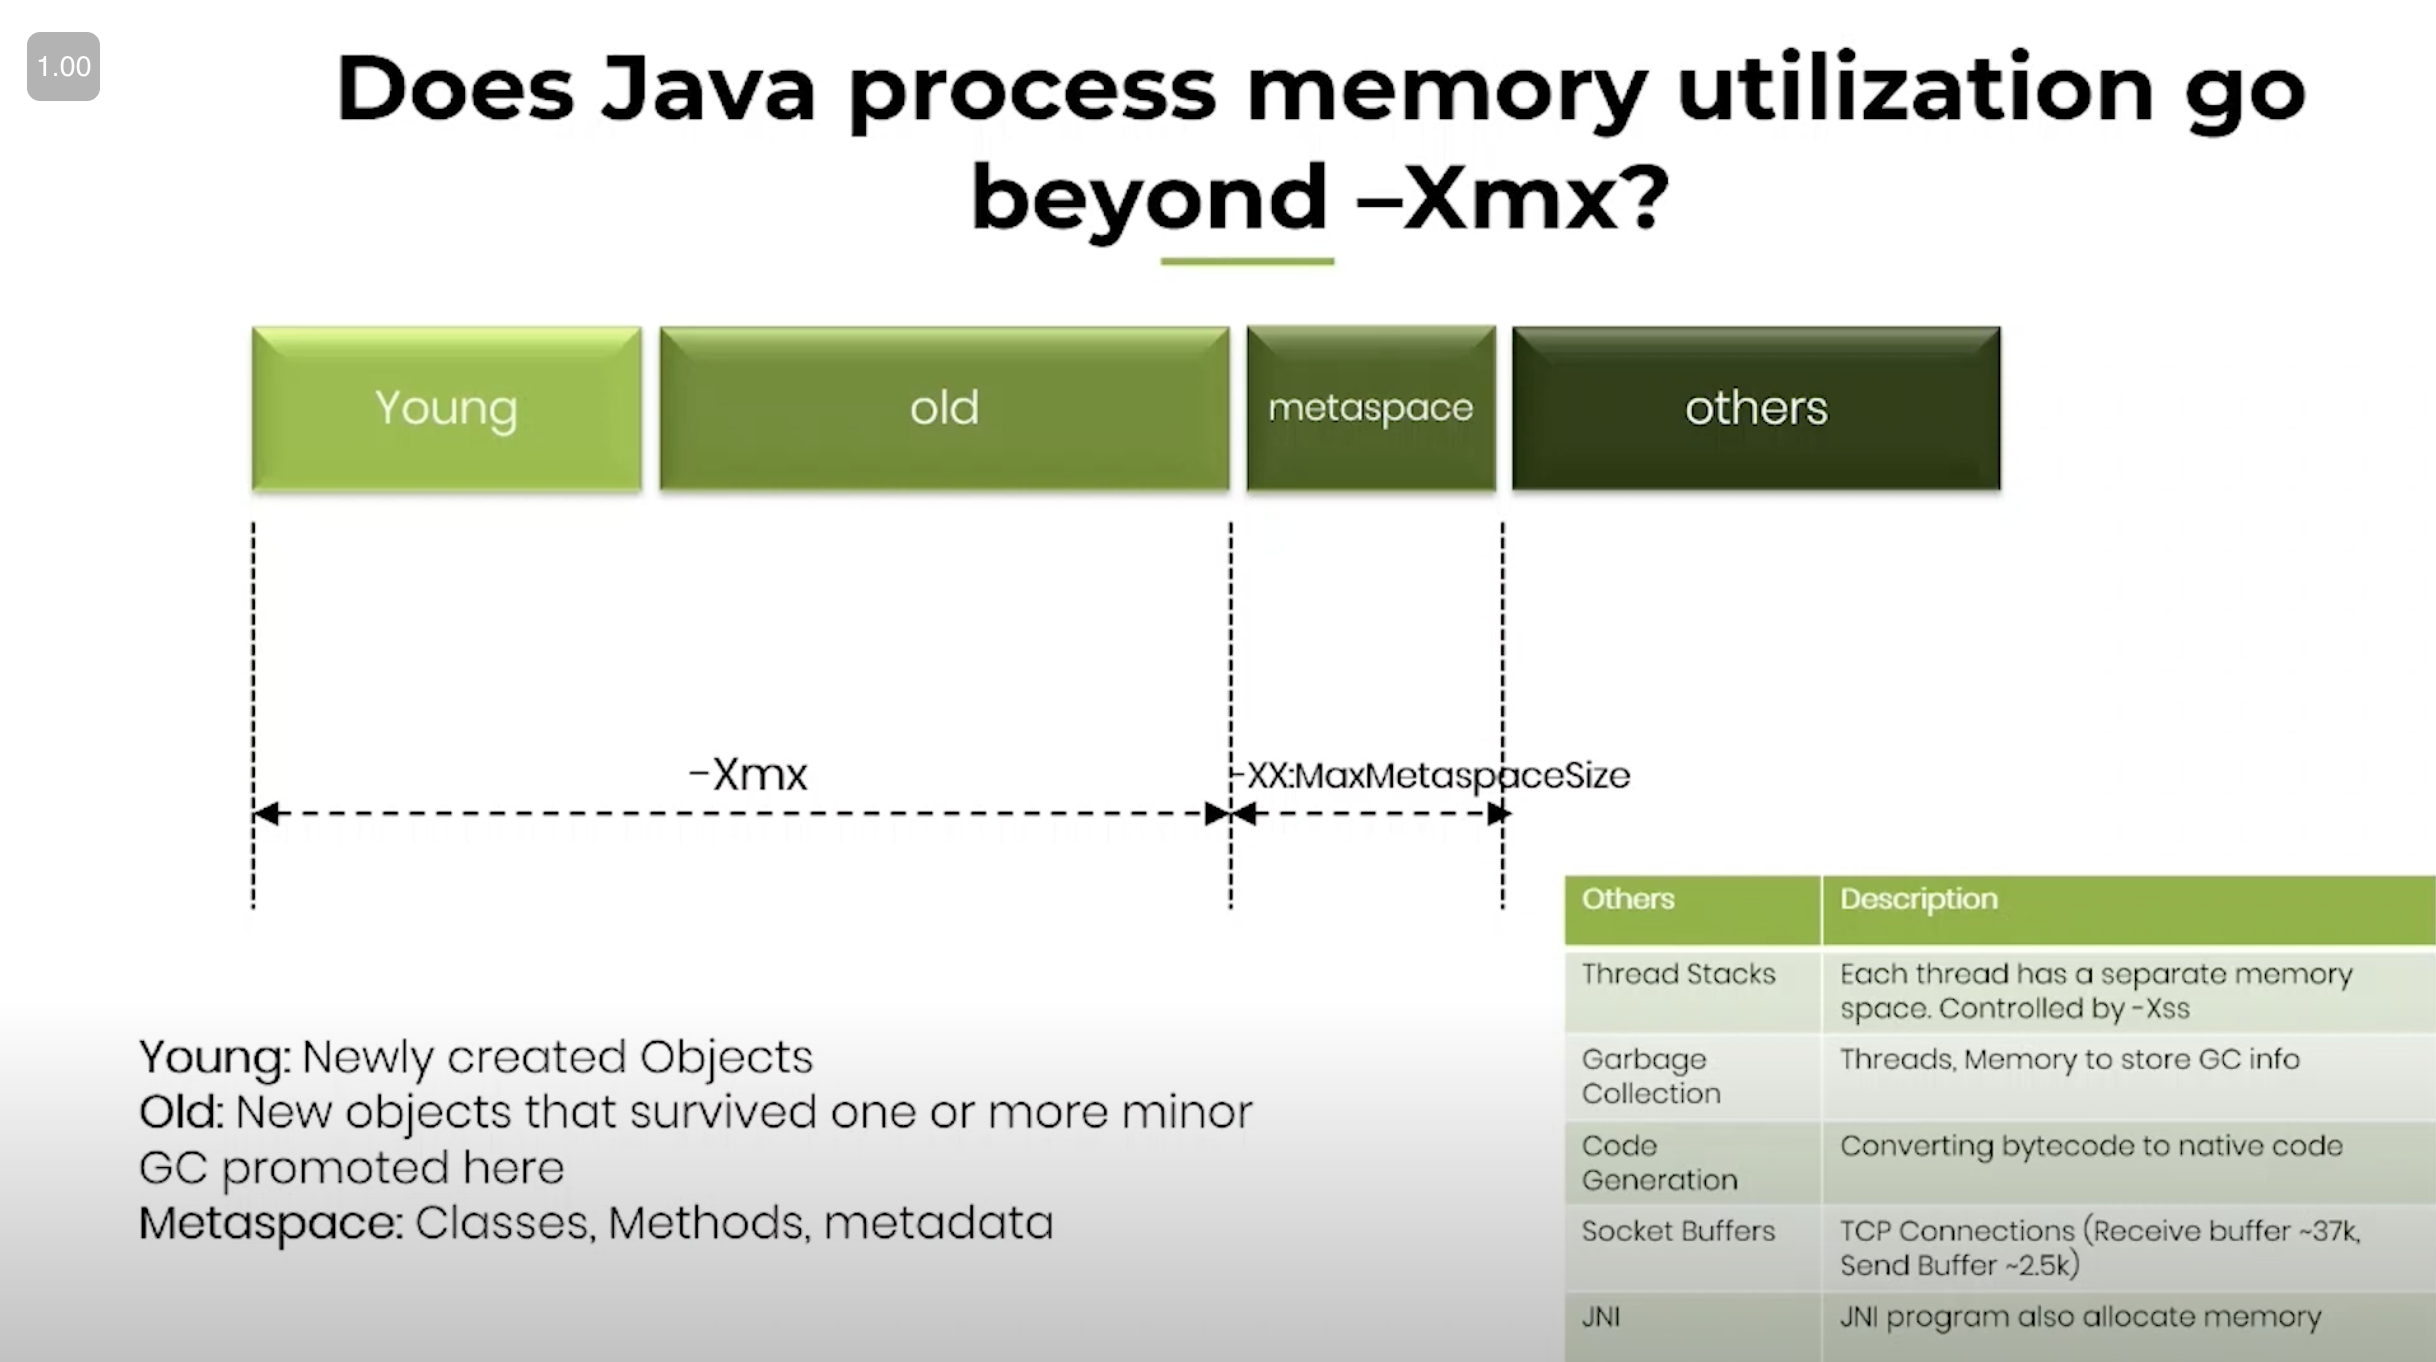 1.00
Does Java process memory utilization go
beyond –Xmx?
Young
old
metaspace
others
-Xmx
-XX:MaxMetaspaceSize
Young: Newly created Objects
Old: New objects that survived one or more minor
GC promoted here
Metaspace: Classes, Methods, metadata
Others
Description
Thread Stacks
Each thread has a separate memory
space. Controlled by -Xss
Garbage
Collection
Threads, Memory to store GC info
Code
Generation
Converting bytecode to native code
Socket Buffers
TCP Connections (Receive buffer ~37k,
Send Buffer ~2.5k)
JNI
JNI program also allocate memory